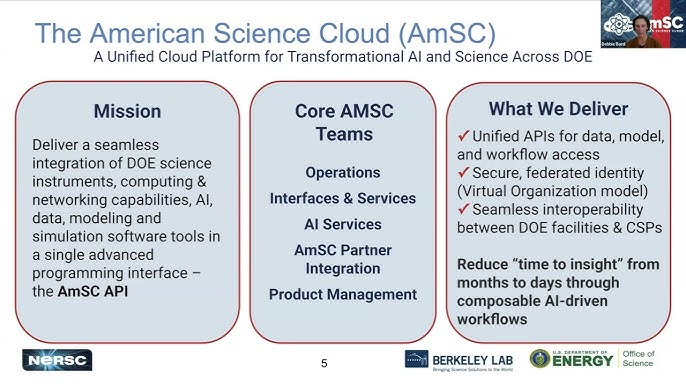 The American Science Cloud (AmSC)
A Unified Cloud Platform for Transformational AI and Science Across DOE
Debbie Bard
Mission
Deliver a seamless
integration of DOE science
instruments, computing &
networking capabilities, AI,
data, modeling and
simulation software tools in
a single advanced
programming interface –
the AmSC API
Core AMSC
Teams
Operations
Interfaces & Services
AI Services
AmSC Partner
Integration
Product Management
What We Deliver
✓ Unified APIs for data, model,
and workflow access
✓ Secure, federated identity
(Virtual Organization model)
✓ Seamless interoperability
between DOE facilities & CSPs
Reduce “time to insight” from
months to days through
composable AI-driven
workflows
NERSC
5
BERKELEY LAB
Bringing Science Solutions to the World
U.S. DEPARTMENT OF
ENERGY
Office of
Science